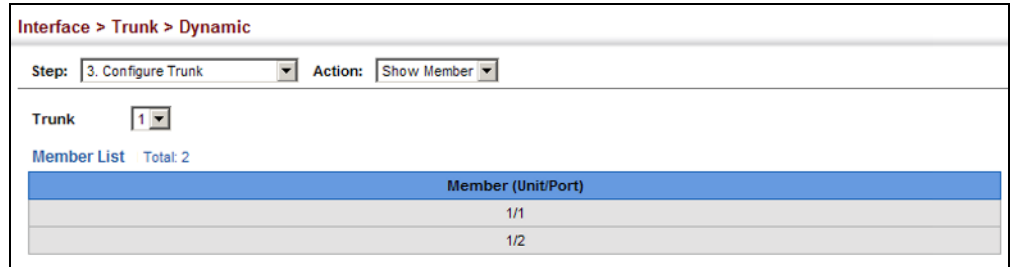 Interface > Trunk > Dynamic
Step: 3. Configure Trunk Action: Show Member
Trunk 1
Member List Total: 2
Member (Unit/Port)
1/1
1/2